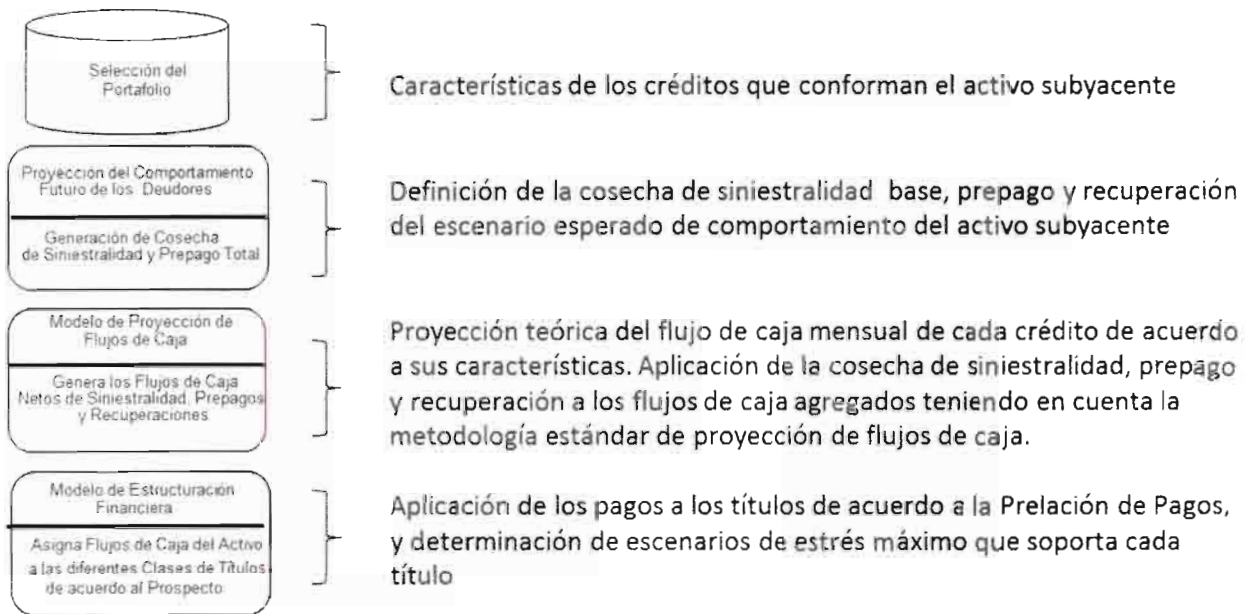 Selección del
Portafolio
Características de los créditos que conforman el activo subyacente
Proyección del Comportamiento
Futuro de los Deudores
Generación de Cosecha
de Siniestralidad y Prepago Total
Definición de la cosecha de siniestralidad base, prepago y recuperación
del escenario esperado de comportamiento del activo subyacente
Modelo de Proyección de
Flujos de Caja
Genera los Flujos de Caja
Netos de Siniestralidad, Prepagos
y Recuperaciones
Proyección teórica del flujo de caja mensual de cada crédito de acuerdo
a sus características. Aplicación de la cosecha de siniestralidad, prepago
y recuperación a los flujos de caja agregados teniendo en cuenta la
metodología estándar de proyección de flujos de caja.
Modelo de Estructuración
Financiera
Asigna Flujos de Caja del Activo
a las diferentes Clases de Títulos
de acuerdo al Prospecto
Aplicación de los pagos a los títulos de acuerdo a la Prelación de Pagos,
y determinación de escenarios de estrés máximo que soporta cada
título